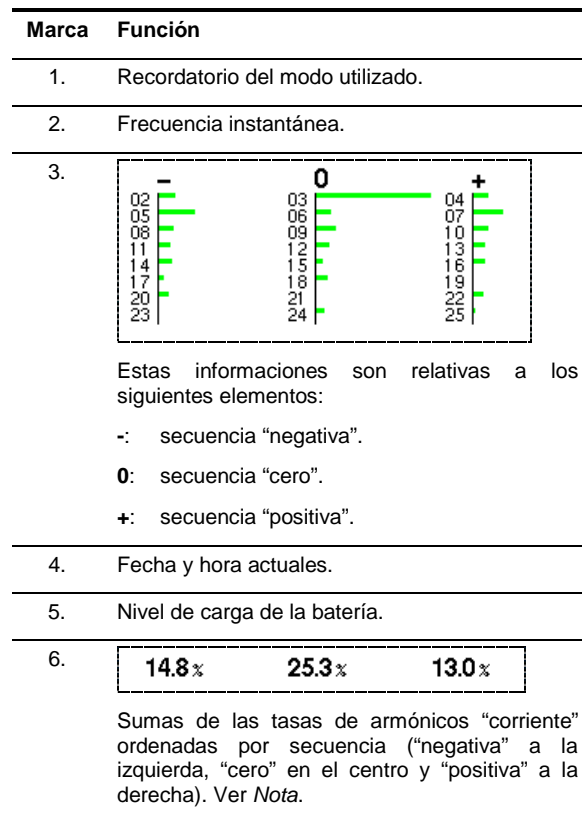 Marca Función
1. Recordatorio del modo utilizado.
2. Frecuencia instantánea.
3.
- 0 +
02 03 04
05 06 07
08 09 10
11 12 13
14 15 16
17 18 19
20 21 22
23 24 25
Estas informaciones son relativas a los
siguientes elementos:
-: secuencia “negativa”.
0: secuencia “cero”.
+: secuencia “positiva”.
4. Fecha y hora actuales.
5. Nivel de carga de la batería.
6.
14.8 % 25.3 % 13.0 %
Sumas de las tasas de armónicos “corriente”
ordenadas por secuencia (“negativa” a la
izquierda, “cero” en el centro y “positiva” a la
derecha). Ver Nota.